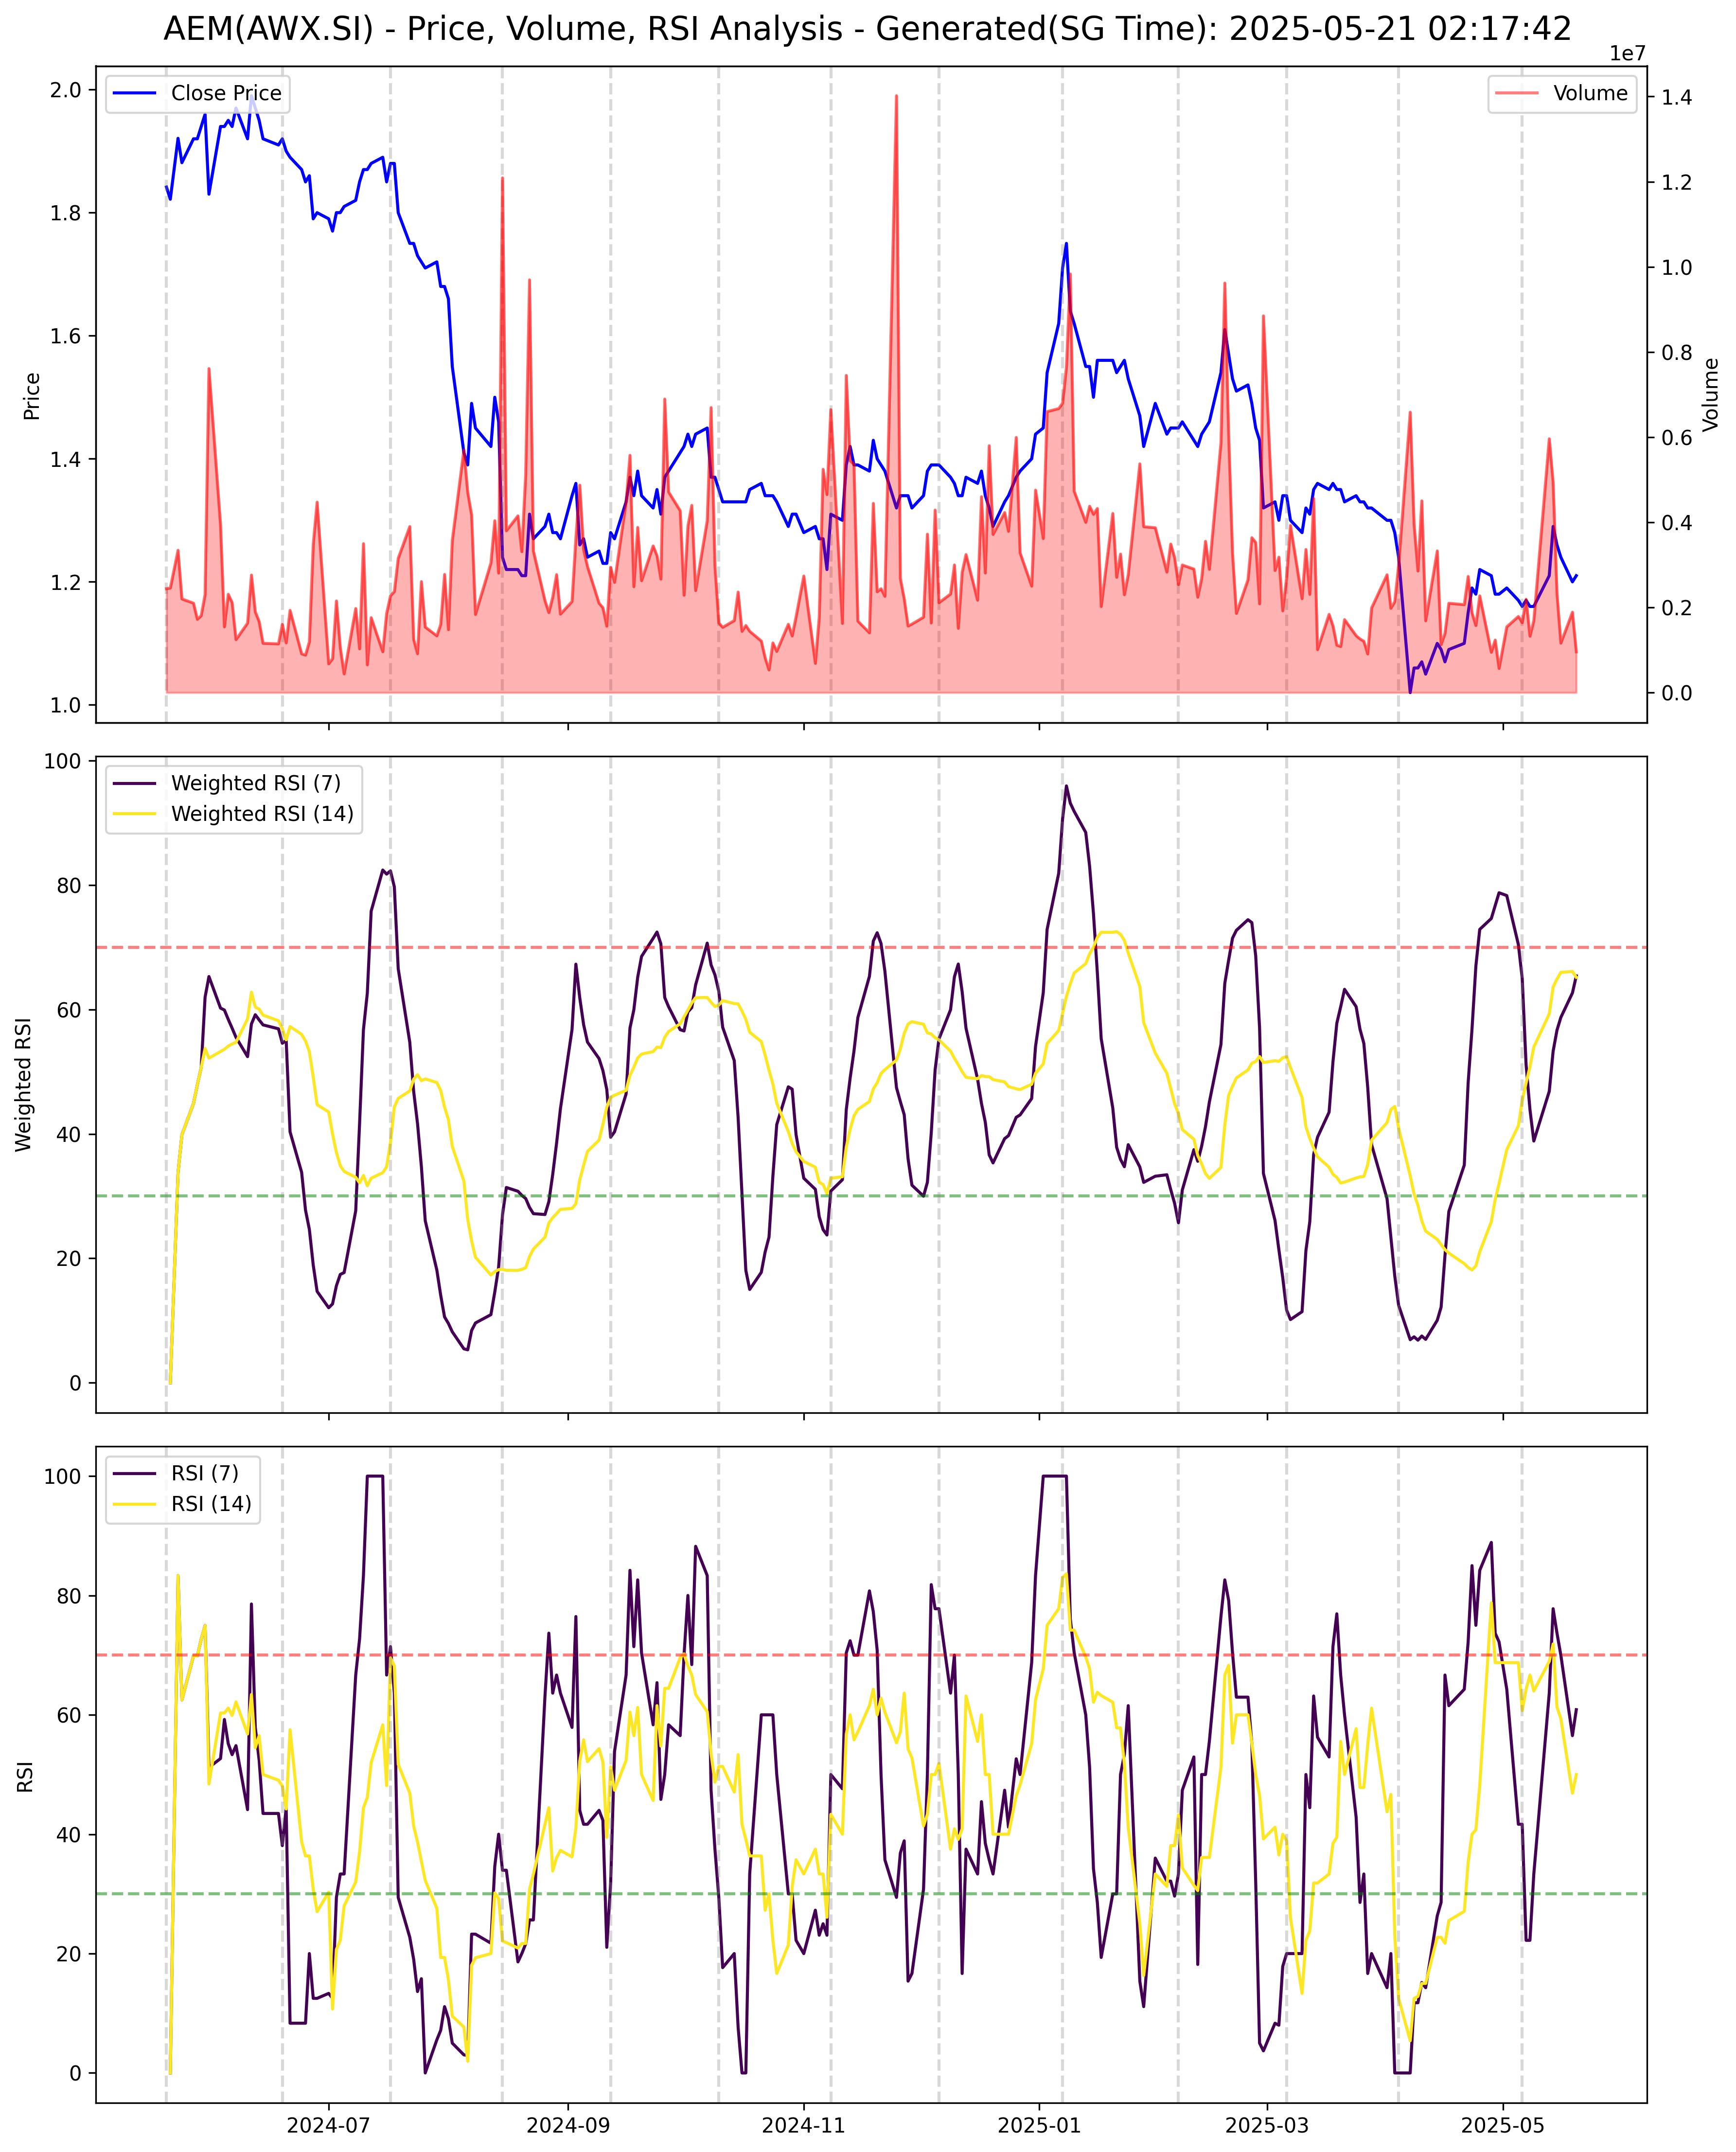 AEM(AWX.SI) - Price, Volume, RSI Analysis - Generated(SG Time): 2025-05-21 02:17:42
1e7
Close Price
Volume
2.0
1.8
1.6
1.4
1.2
1.0
Price
1.4
1.2
1.0
0.8
0.6
0.4
0.2
0.0
Volume
Weighted RSI (7)
Weighted RSI (14)
100
80
60
40
20
0
Weighted RSI
RSI (7)
RSI (14)
100
80
60
40
20
0
RSI
2024-07
2024-09
2024-11
2025-01
2025-03
2025-05